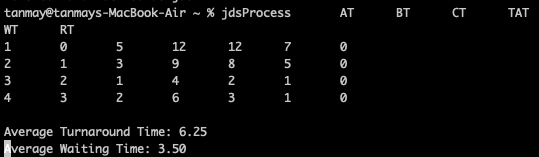 tanmay@tanmays-MacBook-Air ~ % jdsProcess AT BT CT TAT
WT RT
1 0 5 12 12 7 0
2 1 3 9 8 5 0
3 2 1 4 2 1 0
4 3 2 6 3 1 0
Average Turnaround Time: 6.25
Average Waiting Time: 3.50